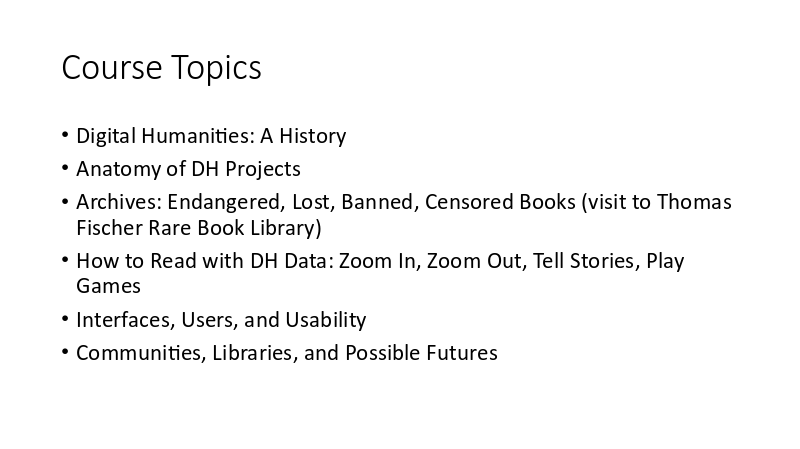 Course Topics
• Digital Humanities: A History
• Anatomy of DH Projects
• Archives: Endangered, Lost, Banned, Censored Books (visit to Thomas
Fischer Rare Book Library)
• How to Read with DH Data: Zoom In, Zoom Out, Tell Stories, Play
Games
• Interfaces, Users, and Usability
• Communities, Libraries, and Possible Futures